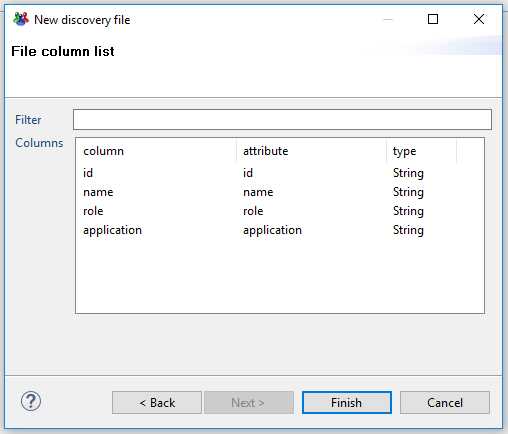 New discovery file
File column list
Filter
Columns
column attribute type
id id String
name name String
role role String
application application String
? < Back Next > Finish Cancel